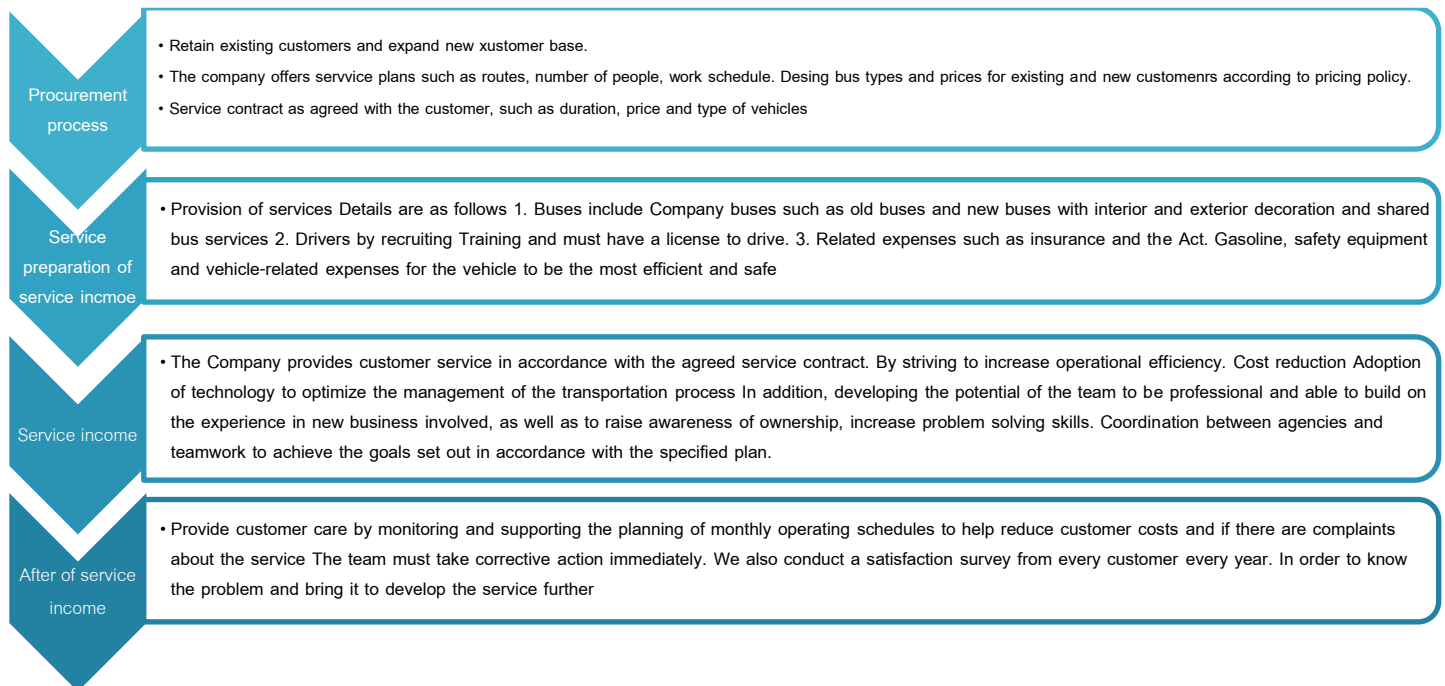 Procurement
process
• Retain existing customers and expand new xustomer base.
• The company offers servvice plans such as routes, number of people, work schedule. Desing bus types and prices for existing and new customenrs according to pricing policy.
• Service contract as agreed with the customer, such as duration, price and type of vehicles
Service
preparation of
service incmoe
• Provision of services Details are as follows 1. Buses include Company buses such as old buses and new buses with interior and exterior decoration and shared
bus services 2. Drivers by recruiting Training and must have a license to drive. 3. Related expenses such as insurance and the Act. Gasoline, safety equipment
and vehicle-related expenses for the vehicle to be the most efficient and safe
Service income
• The Company provides customer service in accordance with the agreed service contract. By striving to increase operational efficiency. Cost reduction Adoption
of technology to optimize the management of the transportation process In addition, developing the potential of the team to be professional and able to build on
the experience in new business involved, as well as to raise awareness of ownership, increase problem solving skills. Coordination between agencies and
teamwork to achieve the goals set out in accordance with the specified plan.
After of service
income
• Provide customer care by monitoring and supporting the planning of monthly operating schedules to help reduce customer costs and if there are complaints
about the service The team must take corrective action immediately. We also conduct a satisfaction survey from every customer every year. In order to know
the problem and bring it to develop the service further